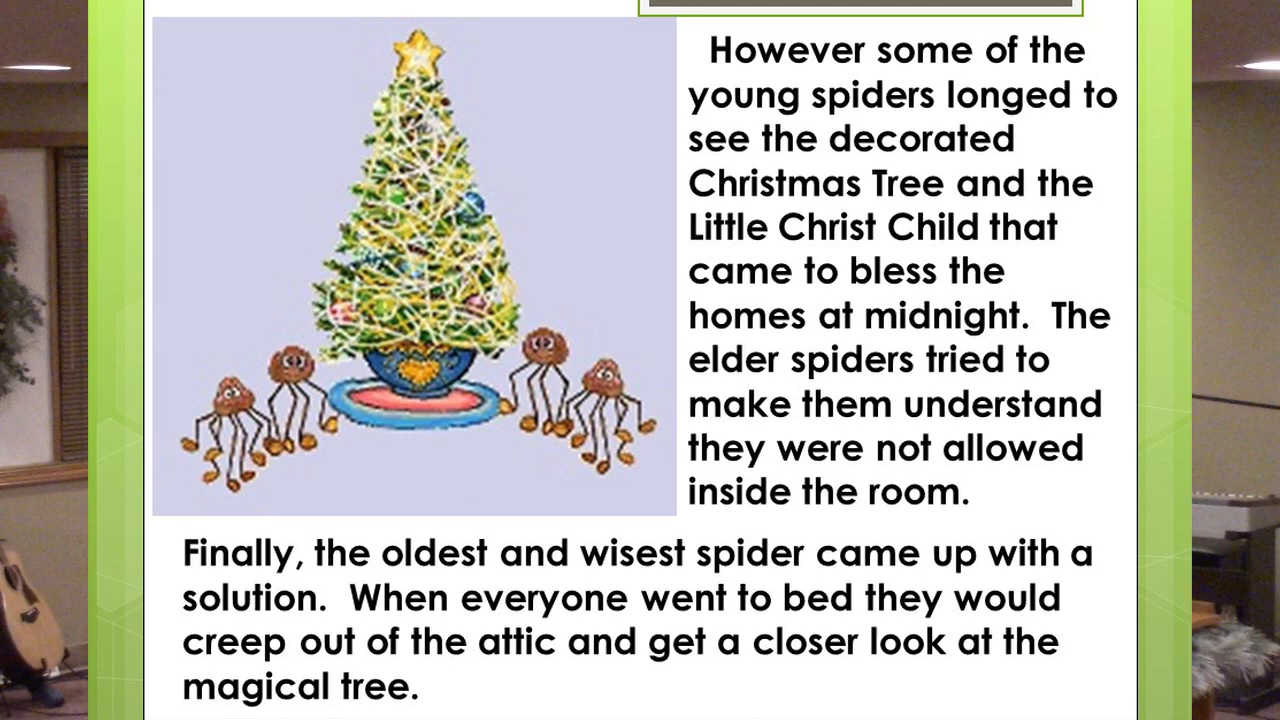 However some of the
young spiders longed to
see the decorated
Christmas Tree and the
Little Christ Child that
came to bless the
homes at midnight.  The
elder spiders tried to
make them understand
they were not allowed
inside the room.
Finally, the oldest and wisest spider came up with a
solution.  When everyone went to bed they would
creep out of the attic and get a closer look at the
magical tree.